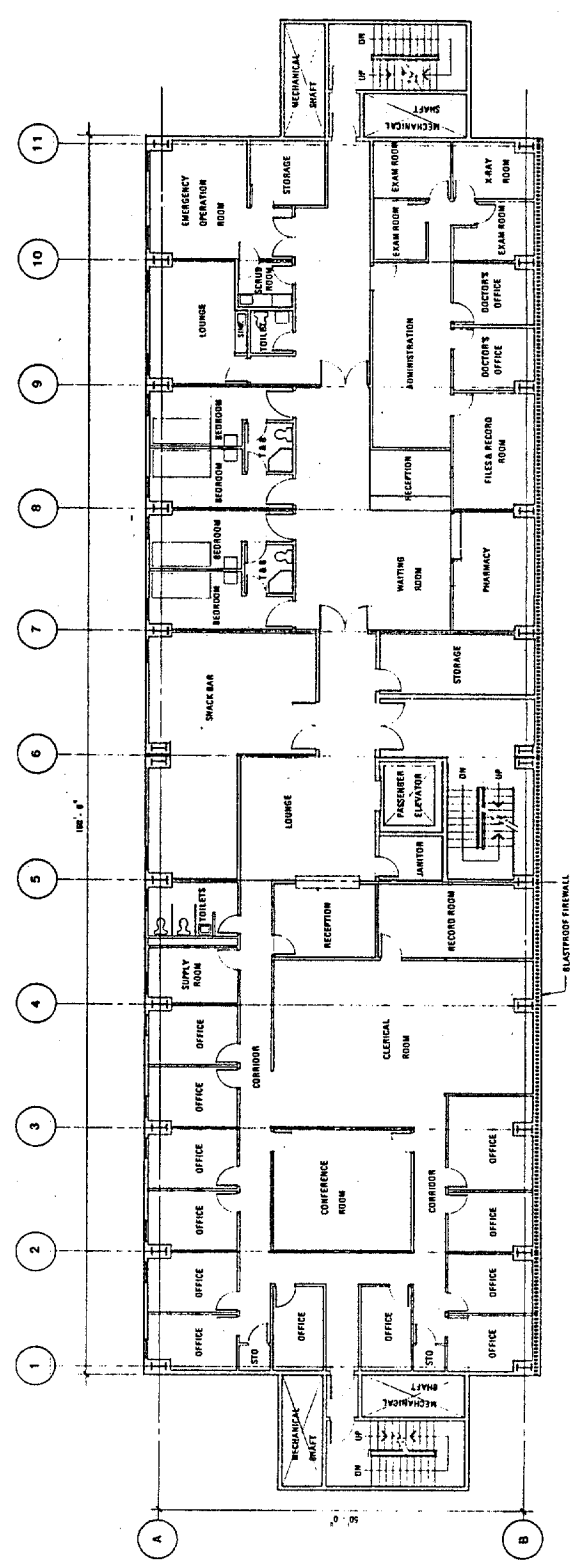 1
2
3
4
5
6
7
8
9
10
11
A
B
50'-0"
OFFICE
OFFICE
OFFICE
OFFICE
OFFICE
OFFICE
SUPPLY
ROOM
TOILETS
SNACK BAR
BEDROOM
BEDROOM
T & B
BEDROOM
BEDROOM
T & B
LOUNGE
SINK
TOILET
SCRUB
ROOM
EMERGENCY
OPERATION
ROOM
STORAGE
MECHANICAL
SHAFT
MECHANICAL
SHAFT
STO
OFFICE
CONFERENCE
ROOM
CORRIDOR
RECEPTION
LOUNGE
CLERICAL
ROOM
OFFICE
STO
CORRIDOR
MECHANICAL
SHAFT
DN
UP
RECORD ROOM
JANITOR
PASSENGER
ELEVATOR
DN
UP
STORAGE
WAITING
ROOM
RECEPTION
ADMINISTRATION
EXAM ROOM
EXAM ROOM
MECHANICAL
SHAFT
UP
DN
OFFICE
OFFICE
OFFICE
OFFICE
PHARMACY
FILES & RECORD
ROOM
DOCTOR'S
OFFICE
DOCTOR'S
OFFICE
EXAM ROOM
X-RAY
ROOM
BLASTPROOF FIREWALL